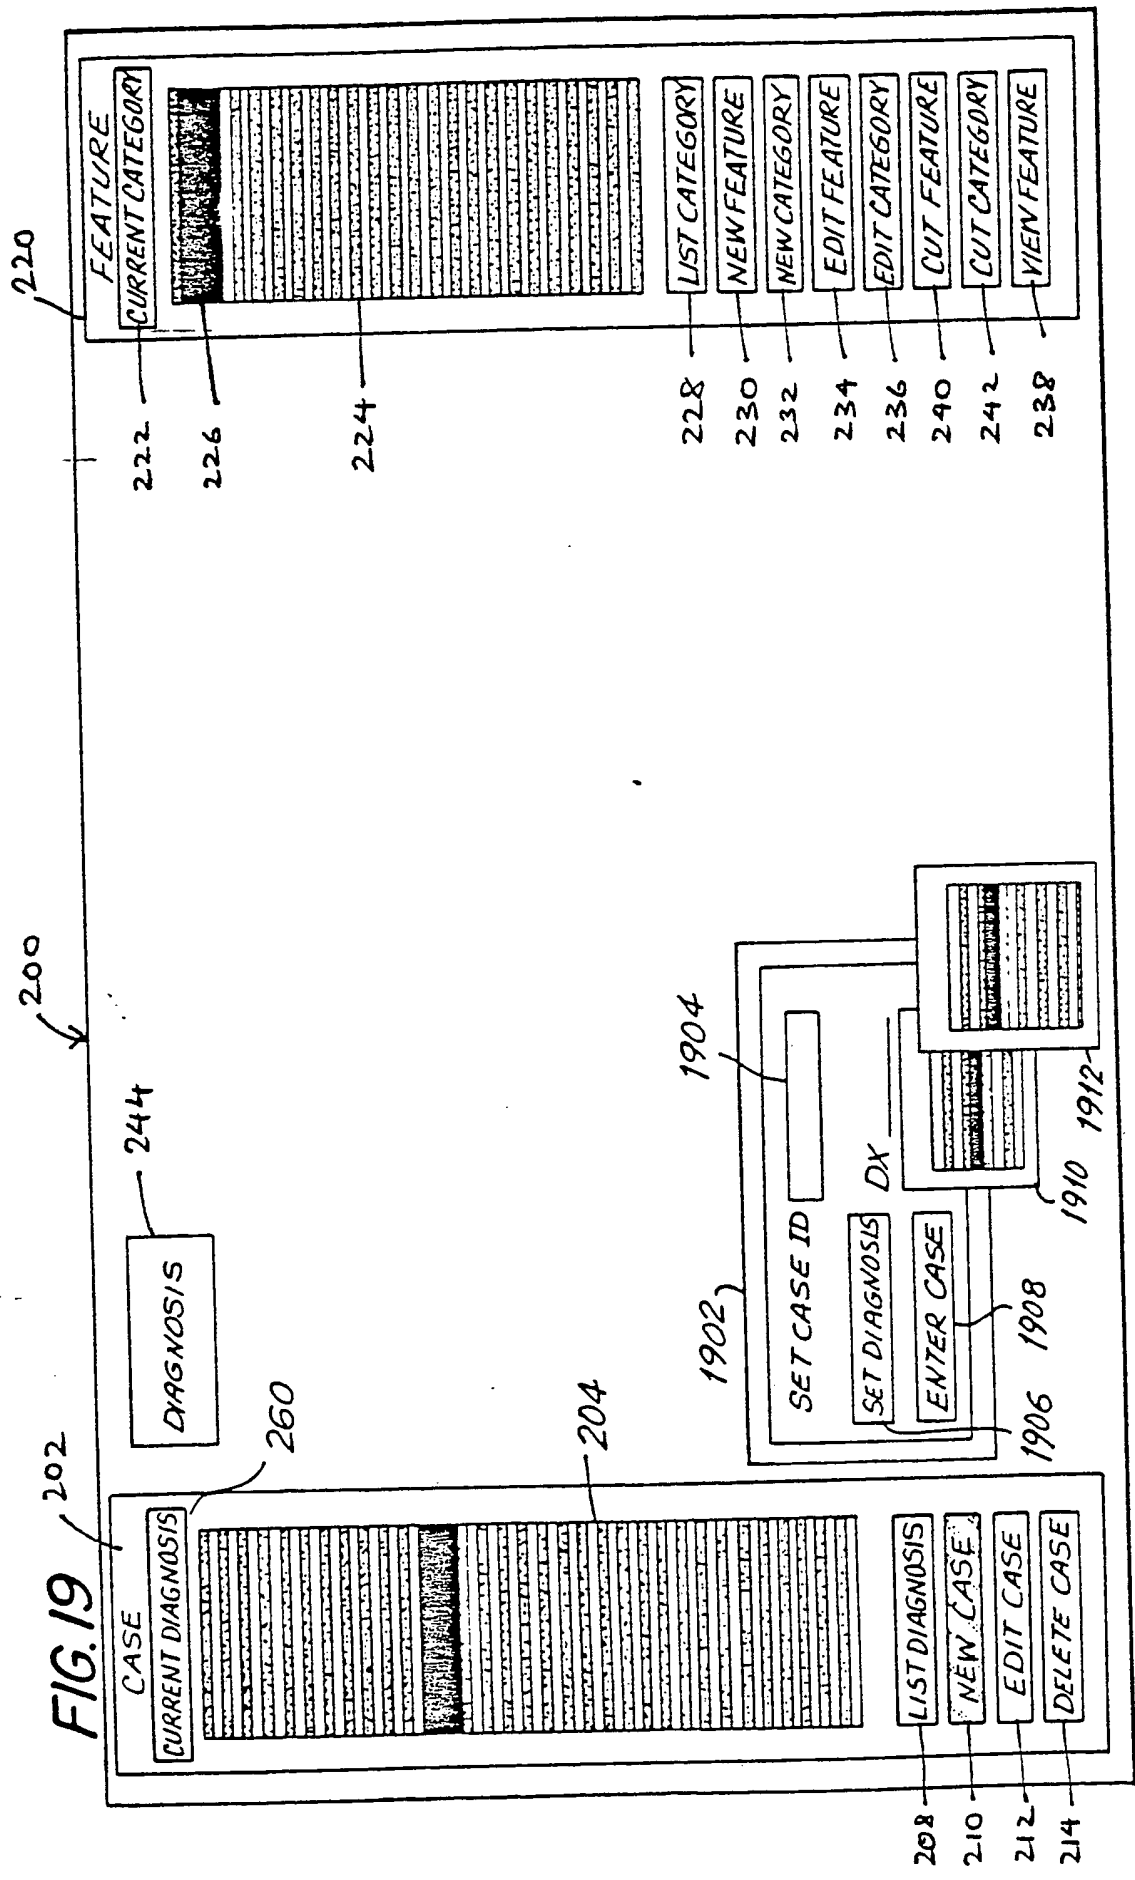 FIG.19
200
202
CASE
CURRENT DIAGNOSIS
260
204
LIST DIAGNOSIS
NEW CASE
EDIT CASE
DELETE CASE
208
210
212
214
DIAGNOSIS
244
1902
SET CASE ID
1904
SET DIAGNOSIS
DX
ENTER CASE
1906
1908
1910
1912
220
FEATURE
CURRENT CATEGORY
222
226
224
LIST CATEGORY
NEW FEATURE
NEW CATEGORY
EDIT FEATURE
EDIT CATEGORY
CUT FEATURE
CUT CATEGORY
VIEN FEATURE
228
230
232
234
236
240
242
238